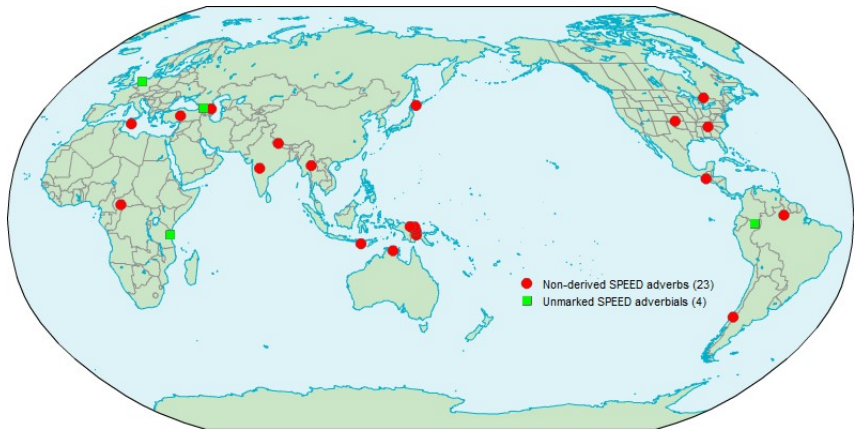 Non-derived SPEED adverbs (23)
Unmarked SPEED adverbials (4)